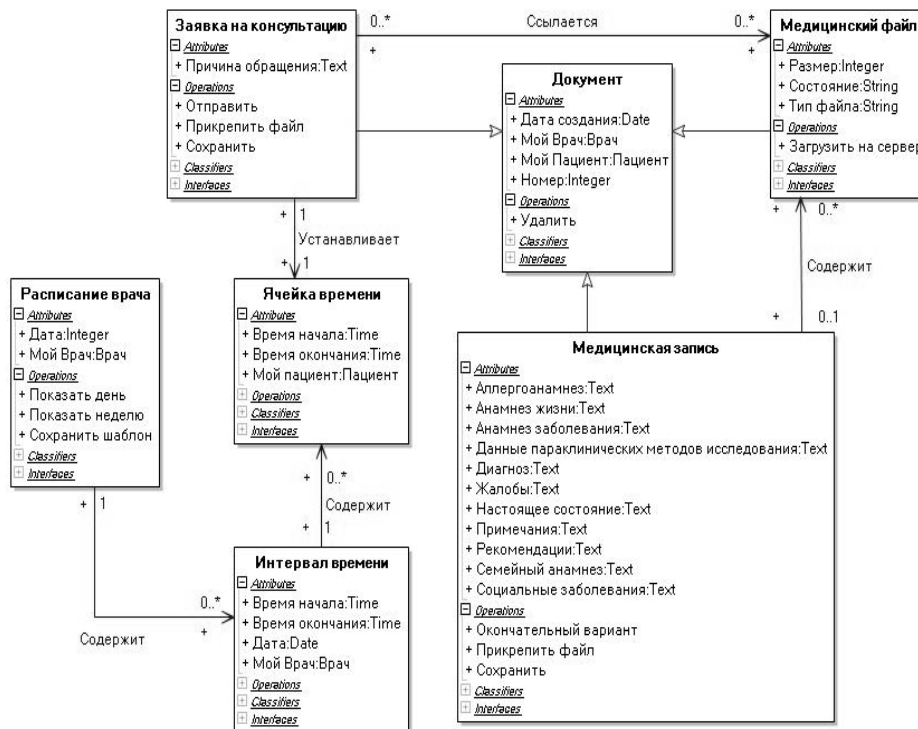 Заявка на консультацию
Attributes
+ Причина обращения:Text
Operations
+ Отправить
+ Прикрепить файл
+ Сохранить
Classifiers
Interfaces
0..*
Ссылается
0..*
+
+
Медицинский файл
Attributes
+ Размер:Integer
+ Состояние:String
+ Тип файла:String
Operations
+ Загрузить на сервер
Classifiers
Interfaces
Документ
Attributes
+ Дата создания:Date
+ Мой Врач:Врач
+ Мой Пациент:Пациент
+ Номер:Integer
Operations
+ Удалить
Classifiers
Interfaces
+ 1
Устанавливает
+ 1
+ 0..*
Содержит
+ 0..1
Расписание врача
Attributes
+ Дата:Integer
+ Мой Врач:Врач
Operations
+ Показать день
+ Показать неделю
+ Сохранить шаблон
Classifiers
Interfaces
Ячейка времени
Attributes
+ Время начала:Time
+ Время окончания:Time
+ Мой пациент:Пациент
Operations
Classifiers
Interfaces
+ 0..*
Содержит
+ 1
+ 1
0..*
Содержит
+
Интервал времени
Attributes
+ Время начала:Time
+ Время окончания:Time
+ Дата:Date
+ Мой Врач:Врач
Operations
Classifiers
Interfaces
Медицинская запись
Attributes
+ Аллергоанамнез:Text
+ Анамнез жизни:Text
+ Анамнез заболевания:Text
+ Данные параклинических методов исследования:Text
+ Диагноз:Text
+ Жалобы:Text
+ Настоящее состояние:Text
+ Примечания:Text
+ Рекомендации:Text
+ Семейный анамнез:Text
+ Социальные заболевания:Text
Operations
+ Окончательный вариант
+ Прикрепить файл
+ Сохранить
Classifiers
Interfaces